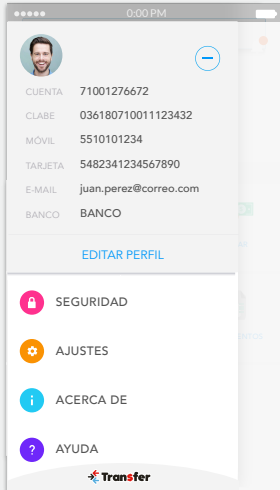 0:00 PM
CUENTA 71001276672
CLABE 036180710011123432
MÓVIL 5510101234
TARJETA 5482341234567890
E-MAIL juan.perez@correo.com
BANCO BANCO
EDITAR PERFIL
SEGURIDAD
AJUSTES
ACERCA DE
AYUDA
Transfer